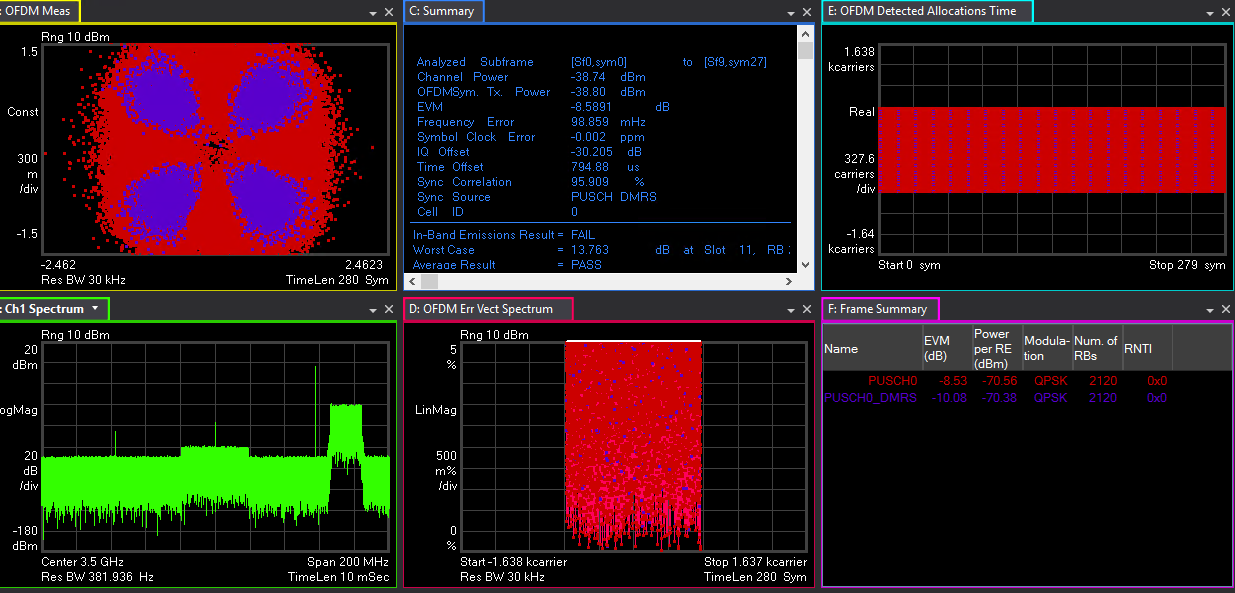 : OFDM Meas
Rng 10 dBm
1.5
Const
300
m
/div
-1.5
-2.462 2.4623
Res BW 30 kHz TimeLen 280 Sym
C: Summary
Analyzed Subframe [Sf0,sym0] to [Sf9,sym27]
Channel Power -38.74 dBm
OFDMSym. Tx. Power -38.80 dBm
EVM -8.5891 dB
Frequency Error 98.859 mHz
Symbol Clock Error -0.002 ppm
IQ Offset -30.205 dB
Time Offset 794.88 us
Sync Correlation 95.909 %
Sync Source PUSCH DMRS
Cell ID 0
In-Band Emissions Result = FAIL
Worst Case = 13.763 dB at Slot 11, RB
Average Result = PASS
E: OFDM Detected Allocations Time
1.638
kcarriers
Real
327.6
carriers
/div
-1.64
kcarriers
Start 0 sym Stop 279 sym
: Ch1 Spectrum
Rng 10 dBm
20
dBm
ogMag
20
dB
/div
-180
dBm
Center 3.5 GHz Span 200 MHz
Res BW 381.936 Hz TimeLen 10 mSec
D: OFDM Err Vect Spectrum
Rng 10 dBm
5
%
LinMag
500
m%
/div
0
%
Start -1.638 kcarrier Stop 1.637 kcarrier
Res BW 30 kHz TimeLen 280 Sym
F: Frame Summary
Name EVM (dB) Power per RE (dBm) Modula-tion Num. of RBs RNTI
PUSCH0 -8.53 -70.56 QPSK 2120 0x0
PUSCH0_DMRS -10.08 -70.38 QPSK 2120 0x0